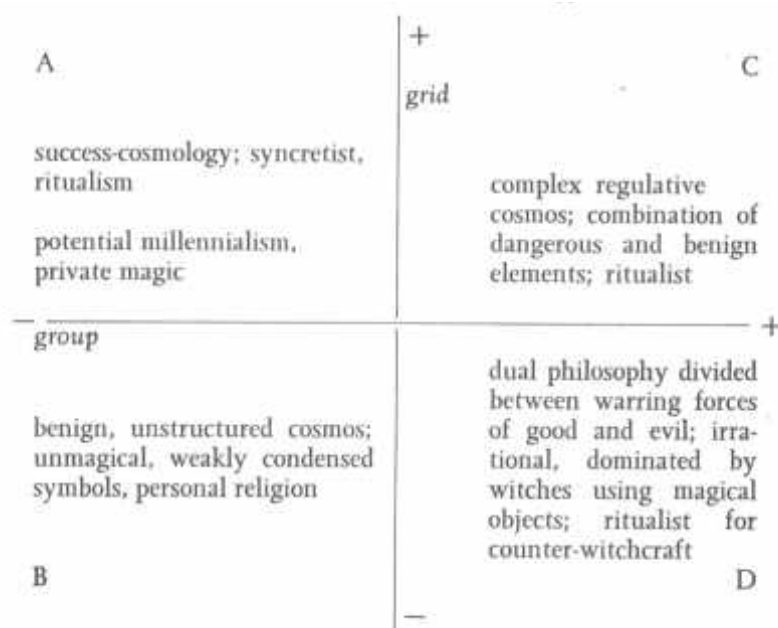 +
A
C
grid
success-cosmology; syncretist,
ritualism
potential millennialism,
private magic
complex regulative
cosmos; combination of
dangerous and benign
elements; ritualist
−
+
group
benign, unstructured cosmos;
unmagical, weakly condensed
symbols, personal religion
dual philosophy divided
between warring forces
of good and evil; irra-
tional, dominated by
witches using magical
objects; ritualist for
counter-witchcraft
B
D
−